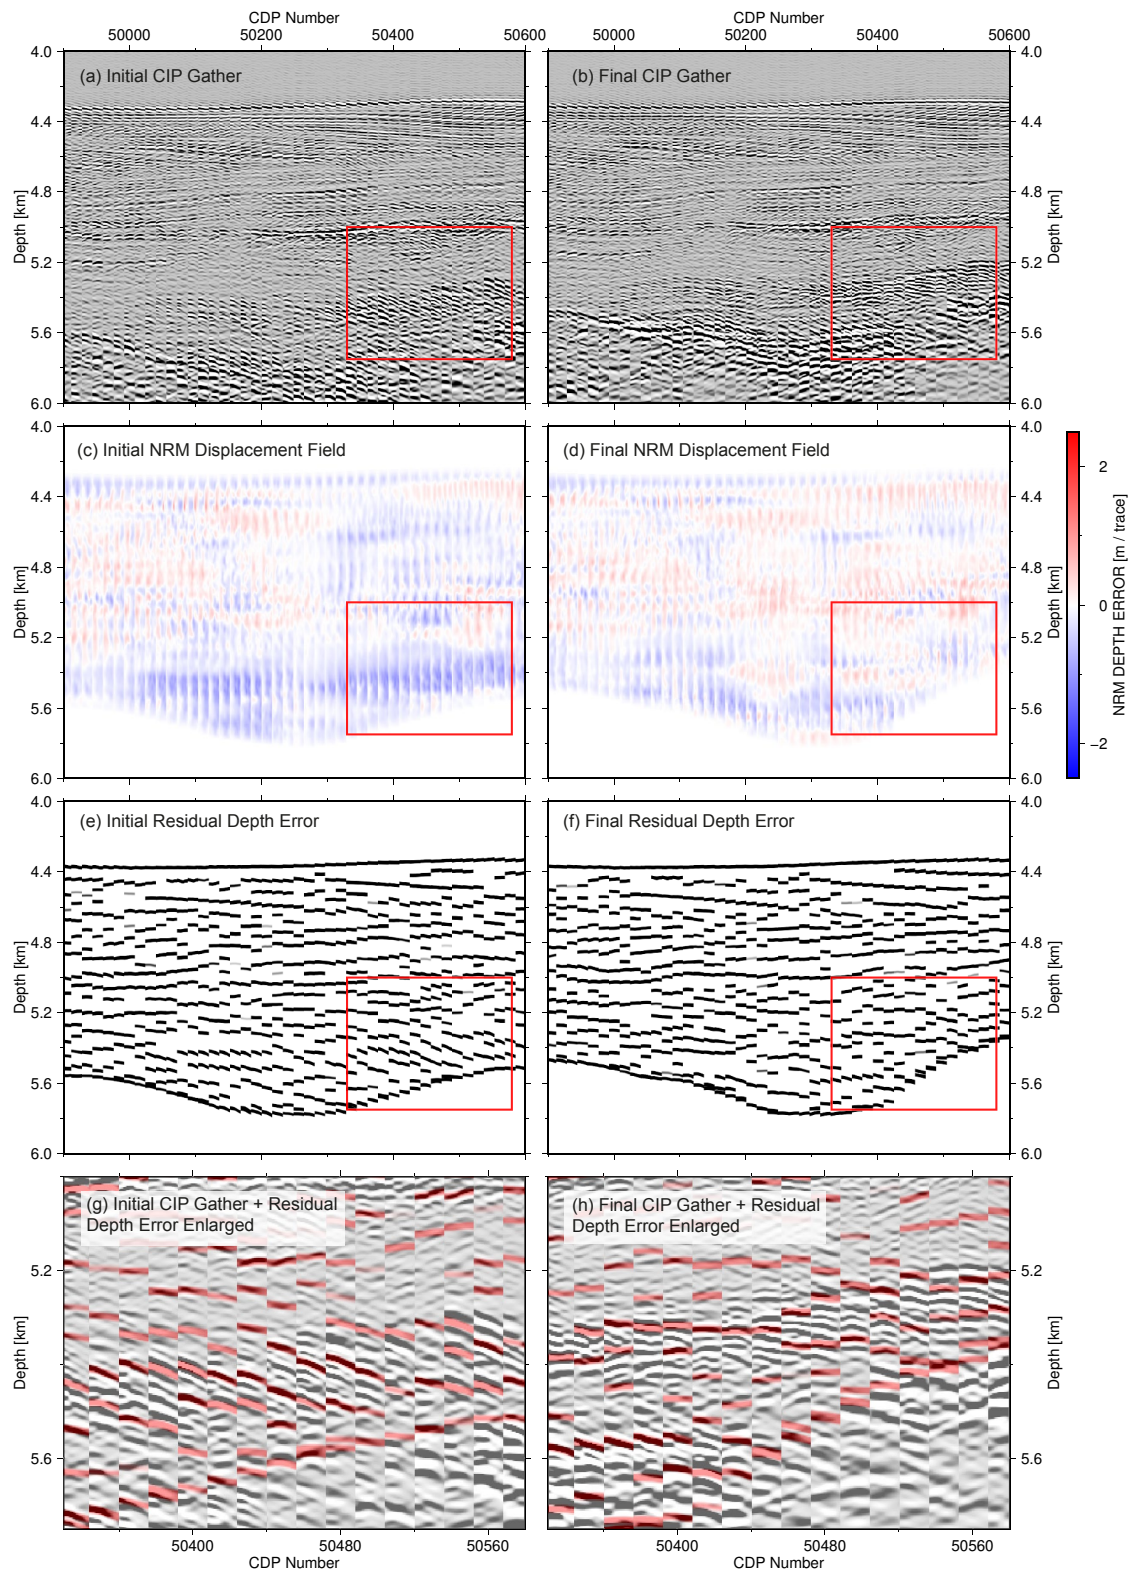 CDP Number
CDP Number
50000 50200 50400 50600
50000 50200 50400 50600
4.0
4.4
4.8
5.2
5.6
6.0
Depth [km]
(a) Initial CIP Gather
(b) Final CIP Gather
4.0
4.4
4.8
5.2
5.6
6.0
Depth [km]
4.0
4.4
4.8
5.2
5.6
6.0
Depth [km]
(c) Initial NRM Displacement Field
(d) Final NRM Displacement Field
4.0
4.4
4.8
5.2
5.6
6.0
Depth [km]
2
0
−2
NRM DEPTH ERROR [m / trace]
4.0
4.4
4.8
5.2
5.6
6.0
Depth [km]
(e) Initial Residual Depth Error
(f) Final Residual Depth Error
4.0
4.4
4.8
5.2
5.6
6.0
Depth [km]
5.2
5.6
Depth [km]
(g) Initial CIP Gather + Residual
Depth Error Enlarged
(h) Final CIP Gather + Residual
Depth Error Enlarged
5.2
5.6
Depth [km]
50400 50480 50560
50400 50480 50560
CDP Number
CDP Number